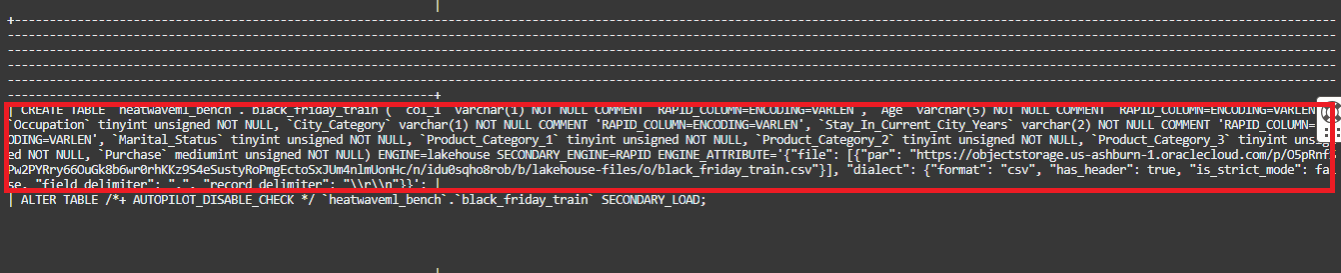 +------------------------------------------------------------------------
| CREATE TABLE `heatwaveml_bench`.`black_friday_train`( `col_1` varchar(1) NOT NULL COMMENT 'RAPID_COLUMN=ENCODING=VARLEN', `Age` varchar(5) NOT NULL COMMENT 'RAPID_COLUMN=ENCODING=VARLEN',
`Occupation` tinyint unsigned NOT NULL, `City_Category` varchar(1) NOT NULL COMMENT 'RAPID_COLUMN=ENCODING=VARLEN', `Stay_In_Current_City_Years` varchar(2) NOT NULL COMMENT 'RAPID_COLUMN=
ODING=VARLEN', `Marital_Status` tinyint unsigned NOT NULL, `Product_Category_1` tinyint unsigned NOT NULL, `Product_Category_2` tinyint unsigned NOT NULL, `Product_Category_3` tinyint unsig
ed NOT NULL, `Purchase` mediumint unsigned NOT NULL) ENGINE=lakehouse SECONDARY_ENGINE=RAPID ENGINE_ATTRIBUTE='{"file": [{"par": "https://objectstorage.us-ashburn-1.oraclecloud.com/p/O5pRnf
Pw2PYRry66OuGk8b6wr0rhKKz9S4eSustyRoPmgEctoSxJUm4nlmUonHc/n/idu0sqho8rob/b/lakehouse-files/o/black_friday_train.csv"}], "dialect": {"format": "csv", "has_header": true, "is_strict_mode": fa
se, "field_delimiter": ",", "record_delimiter": "\\r\\n"}}'; |
| ALTER TABLE /*+ AUTOPILOT_DISABLE_CHECK */ `heatwaveml_bench`.`black_friday_train` SECONDARY_LOAD;